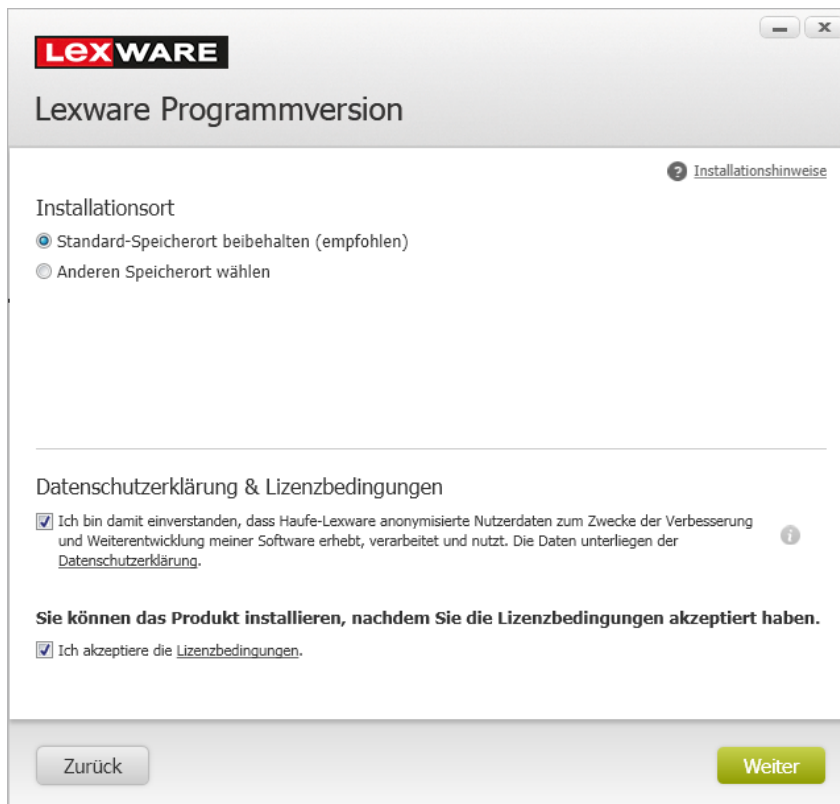 LEXWARE
Lexware Programmversion
? Installationshinweise
Installationsort
Standard-Speicherort beibehalten (empfohlen)
Anderen Speicherort wählen
Datenschutzerklärung & Lizenzbedingungen
Ich bin damit einverstanden, dass Haufe-Lexware anonymisierte Nutzerdaten zum Zwecke der Verbesserung
und Weiterentwicklung meiner Software erhebt, verarbeitet und nutzt. Die Daten unterliegen der
Datenschutzerklärung.
i
Sie können das Produkt installieren, nachdem Sie die Lizenzbedingungen akzeptiert haben.
Ich akzeptiere die Lizenzbedingungen.
Zurück
Weiter